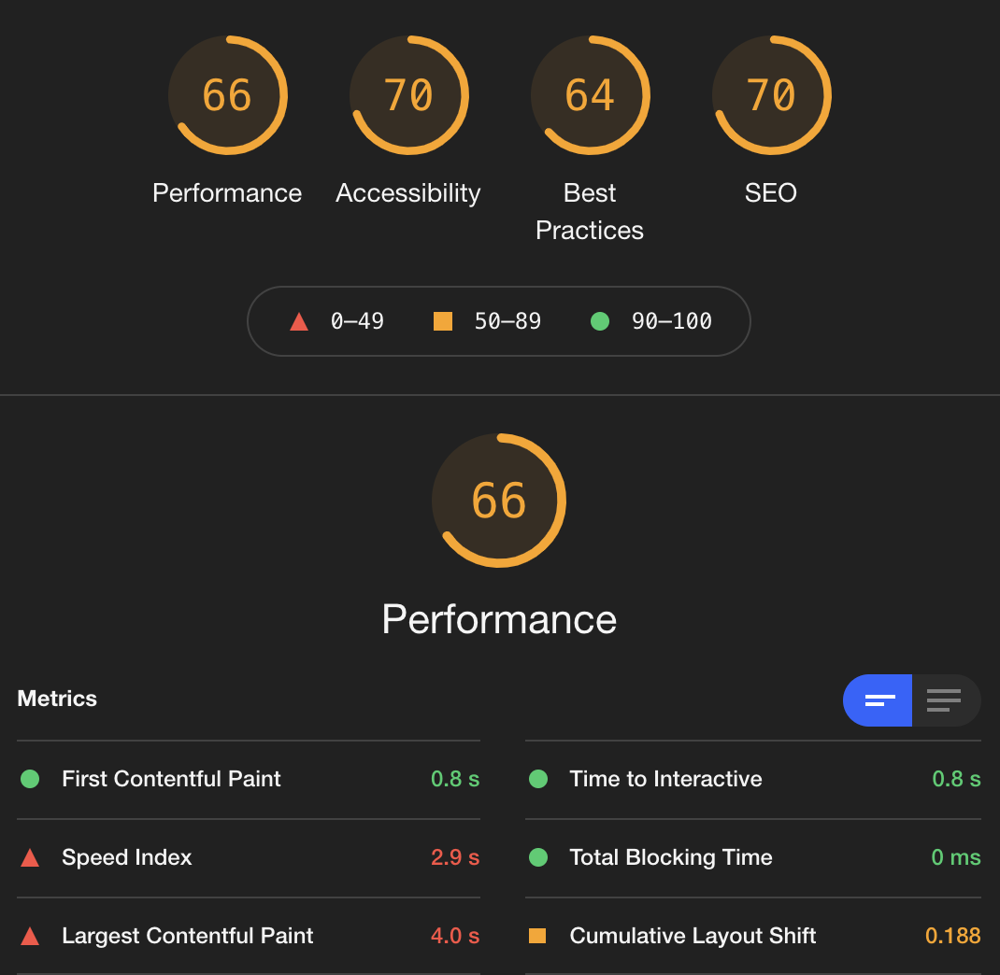 66
70
64
70
Performance
Accessibility
Best
Practices
SEO
0–49
50–89
90–100
66
Performance
Metrics
First Contentful Paint 0.8 s
Time to Interactive 0.8 s
Speed Index 2.9 s
Total Blocking Time 0 ms
Largest Contentful Paint 4.0 s
Cumulative Layout Shift 0.188